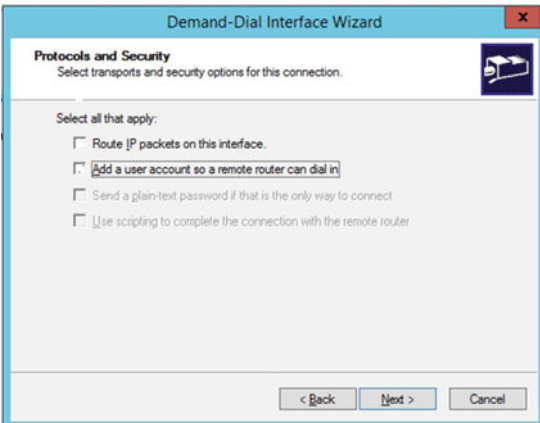 Demand-Dial Interface Wizard
x
Protocols and Security
Select transports and security options for this connection.
Select all that apply:
Route IP packets on this interface.
Add a user account so a remote router can dial in
Send a plain-text password if that is the only way to connect
Use scripting to complete the connection with the remote router
< Back
Next >
Cancel